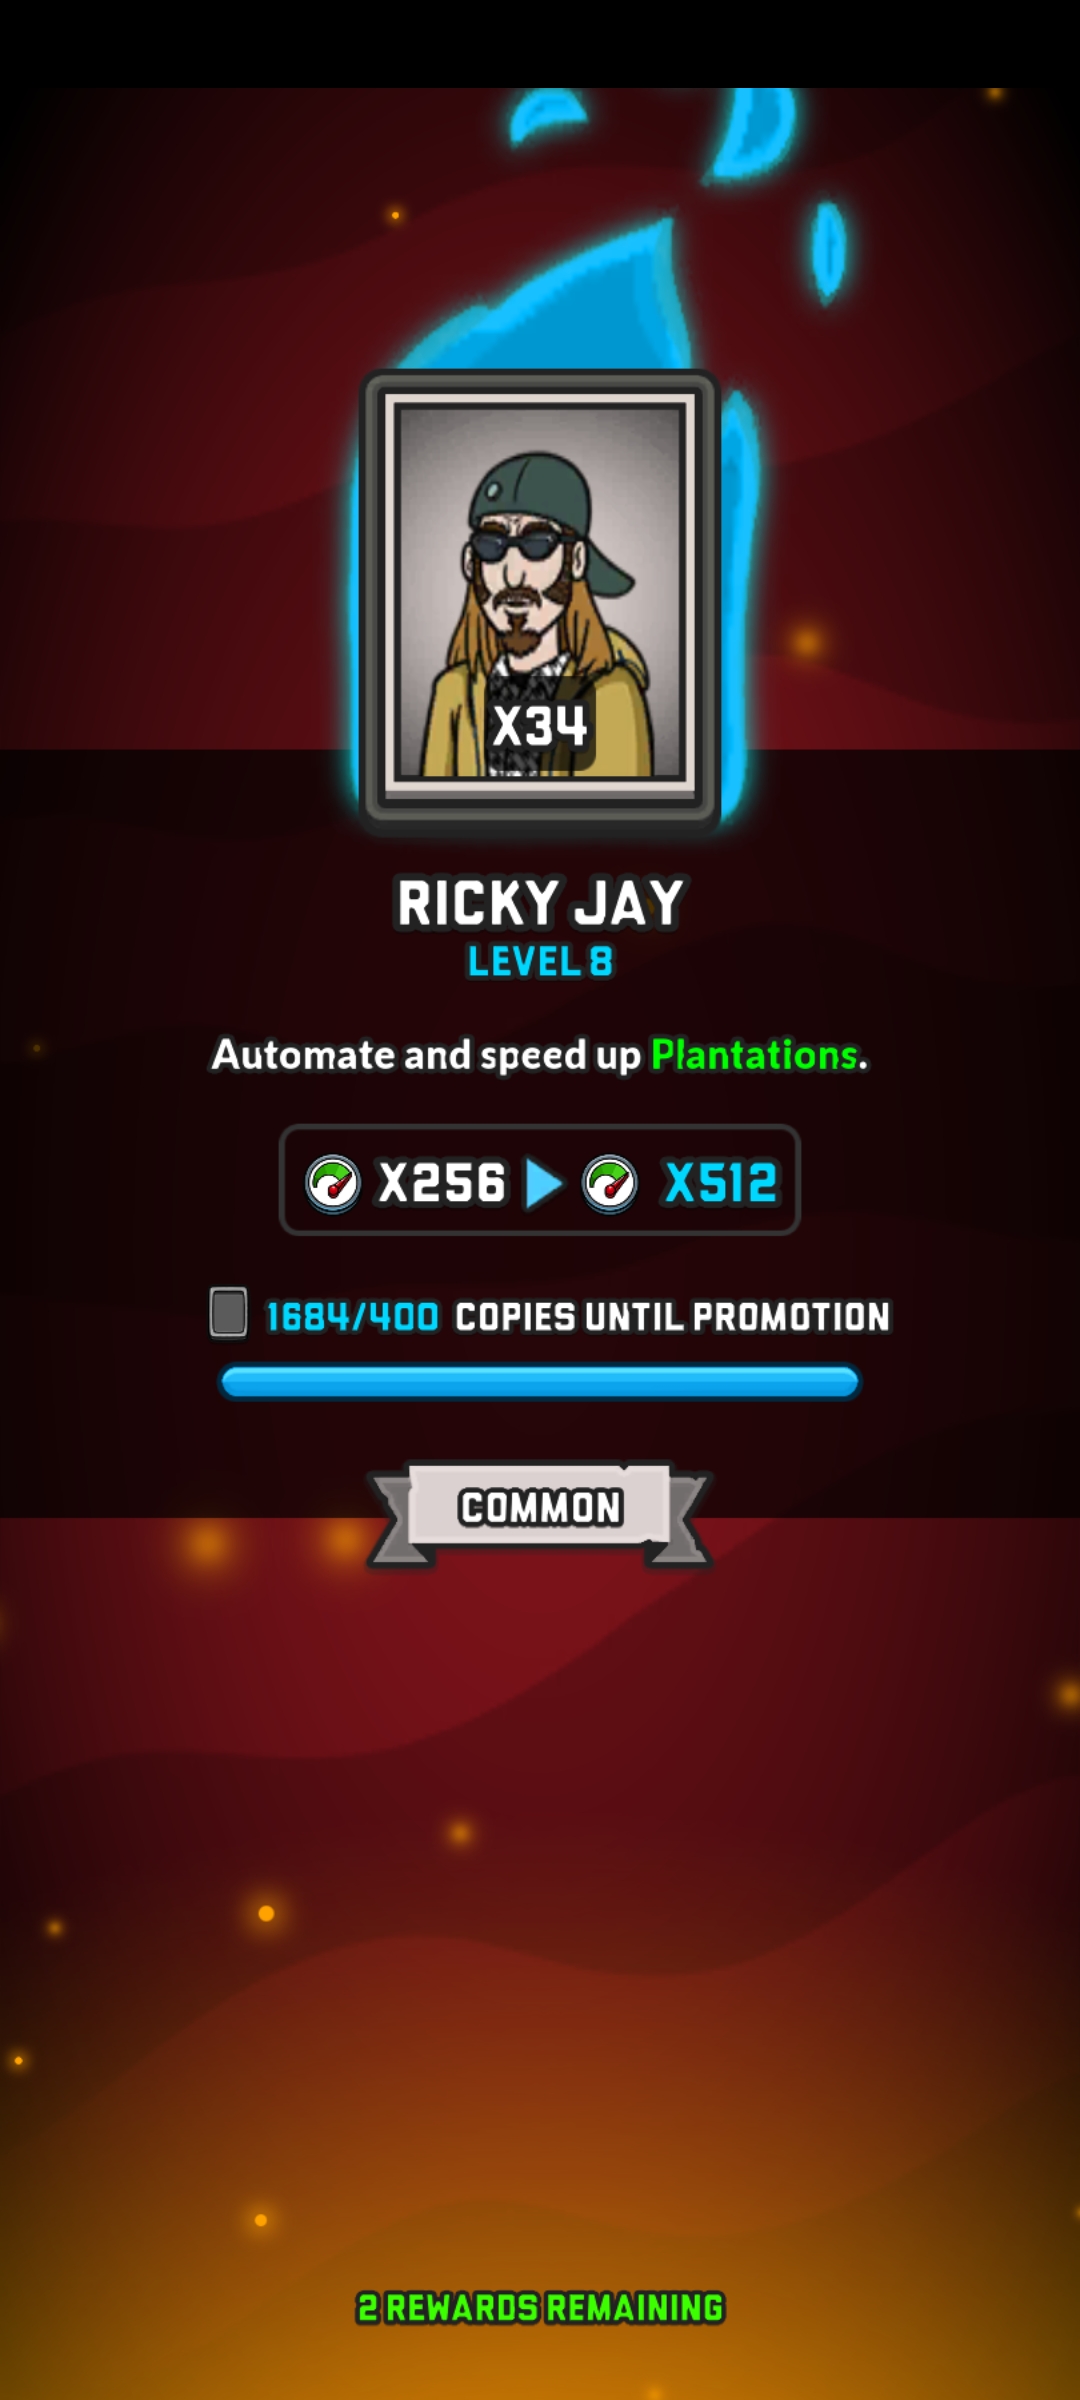 X34
RICKY JAY
LEVEL 8
Automate and speed up Plantations.
X256 X512
1684/400 COPIES UNTIL PROMOTION
COMMON
2 REWARDS REMAINING